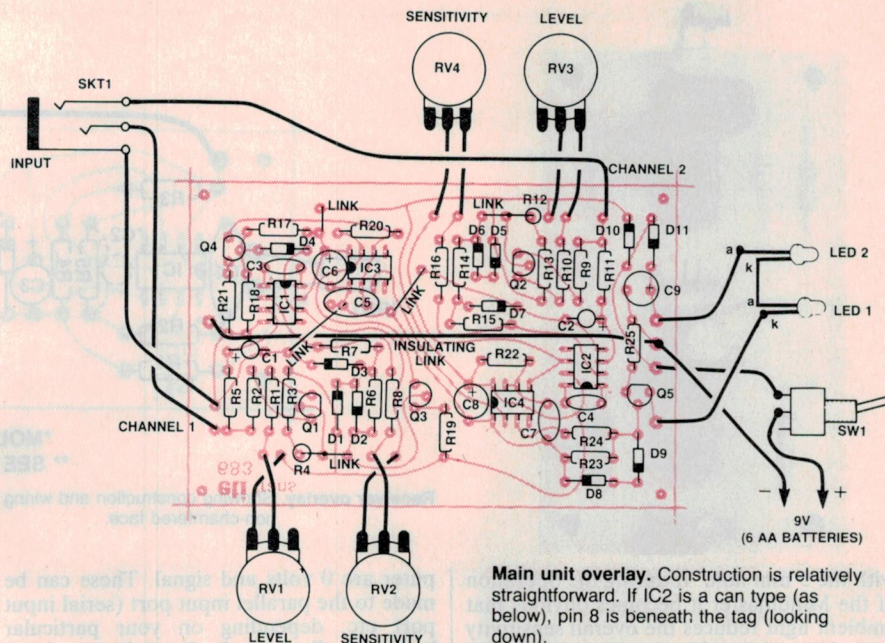 SENSITIVITY
LEVEL
RV4
RV3
SKT1
INPUT
CHANNEL 2
LINK
R12
R17
LINK
R20
Q4
D4
D6 D5
D10
D11
C3
C6
IC3
R16
R14
Q2
R13
R10
R9
R11
a
LED 2
k
R21
R18
IC1
C5
LINK
D7
C9
a
LED 1
k
R15
C2
R25
INSULATING
LINK
LINK
C1
R7
D3
R22
IC2
R5
R2
R1
R3
R6
R8
Q1
Q3
C8
IC4
Q5
CHANNEL 1
D1
D2
R19
C7
C4
R24
SW1
R4
LINK
R23
D9
683
D8
eti
9V
(6 AA BATTERIES)
RV1
RV2
LEVEL
SENSITIVITY
Main unit overlay. Construction is relatively
straightforward. If IC2 is a can type (as
below), pin 8 is beneath the tag (looking
down).